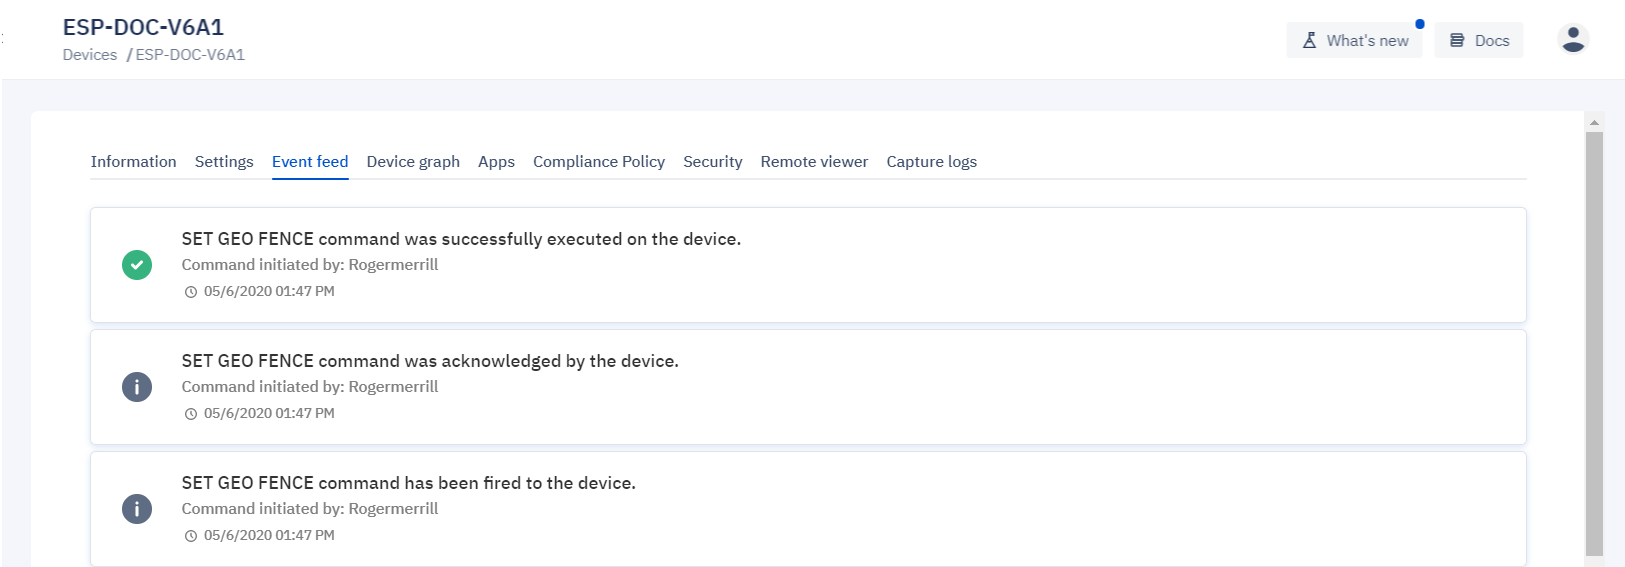 ESP-DOC-V6A1
Devices / ESP-DOC-V6A1
What's new
Docs
Information Settings Event feed Device graph Apps Compliance Policy Security Remote viewer Capture logs
SET GEO FENCE command was successfully executed on the device.
Command initiated by: Rogermerrill
05/6/2020 01:47 PM
SET GEO FENCE command was acknowledged by the device.
Command initiated by: Rogermerrill
05/6/2020 01:47 PM
SET GEO FENCE command has been fired to the device.
Command initiated by: Rogermerrill
05/6/2020 01:47 PM